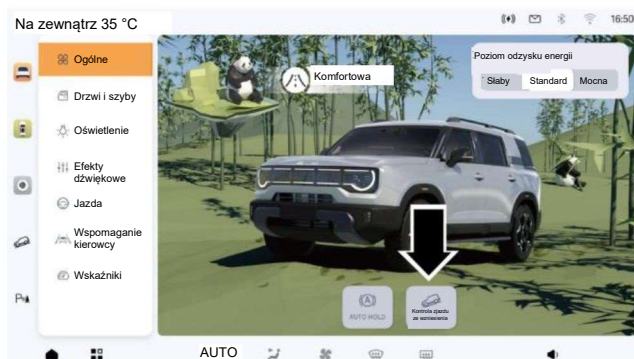 Na zewnątrz 35 °C
16:50
Ogólne
Drzwi i szyby
Oświetlenie
Efekty
dźwiękowe
Jazda
Wspomaganie
kierowcy
Wskaźniki
Komfortowa
Poziom odzysku energii
Słaby Standard Mocna
AUTO HOLD
Kontrola zjazdu
ze wzniesienia
AUTO